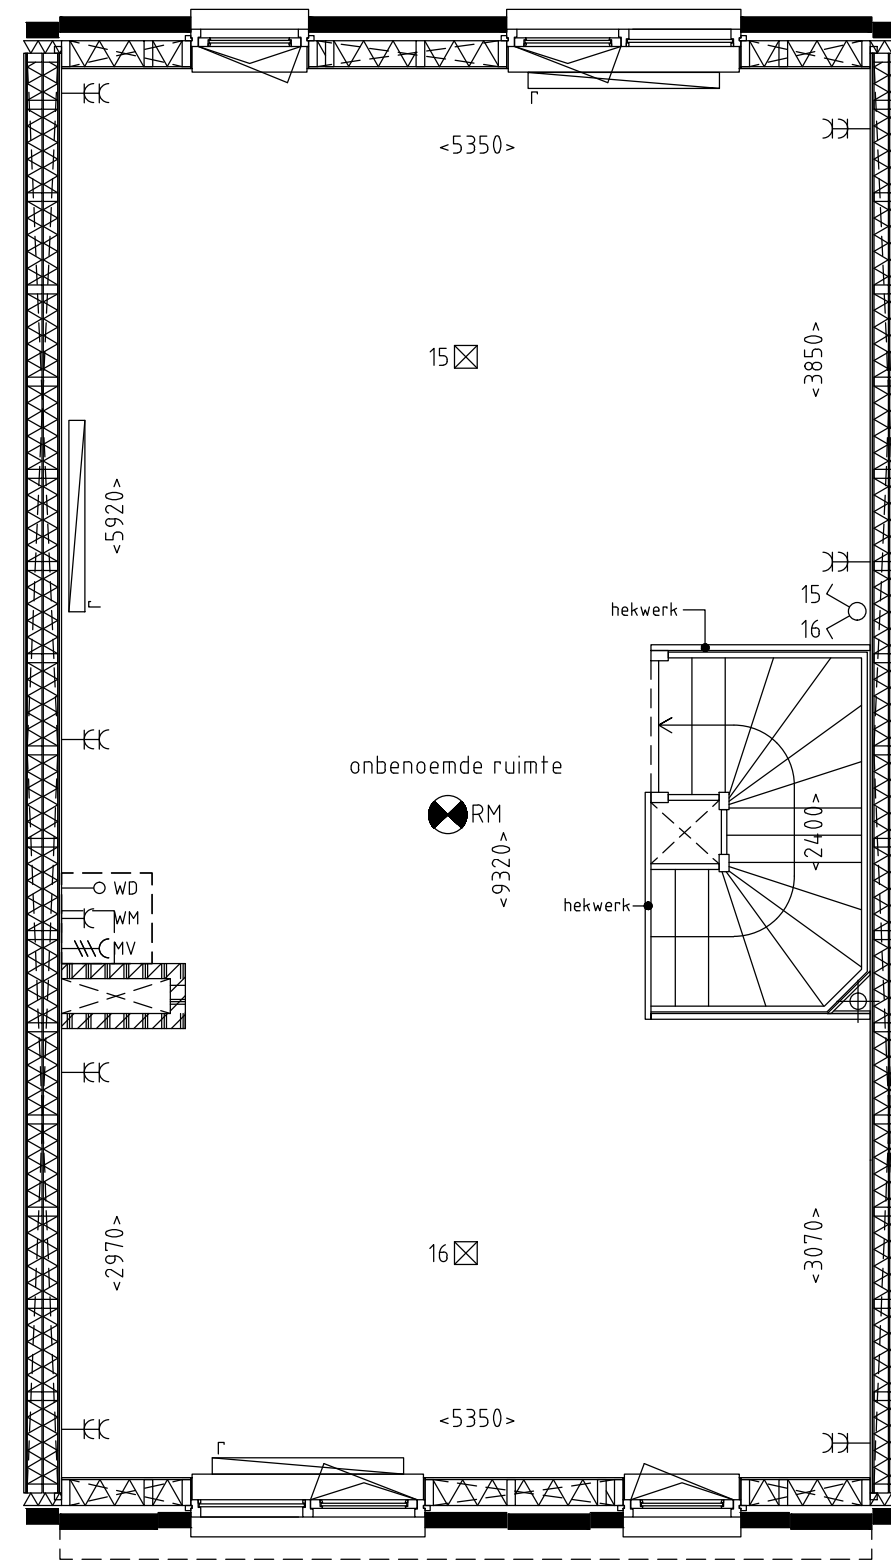 r
<5350>
15
<3850>
<5920>
r
15
hekwerk
16
onbenoemde ruimte
RM
<2400>
<9320>
WD
hekwerk
WM
MV
<2970>
16
<3070>
<5350>
r